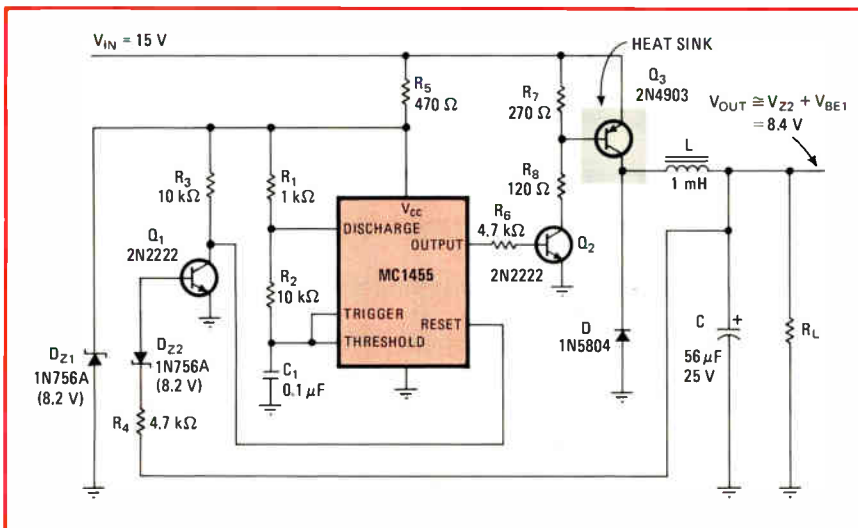 V_IN = 15 V
HEAT SINK
Q3
2N4903
V_OUT ≅ V_Z2 + V_BE1
= 8.4 V
R5
470 Ω
R7
270 Ω
L
1 mH
R3
10 kΩ
R1
1 kΩ
R8
120 Ω
Q1
2N2222
V_CC
DISCHARGE
OUTPUT
R6
4.7 kΩ
Q2
2N2222
R2
10 kΩ
MC1455
TRIGGER
THRESHOLD
RESET
D_Z1
1N756A
(8.2 V)
D_Z2
1N756A
(8.2 V)
C1
0.1 μF
D
1N5804
C
+
56 μF
25 V
R_L
R4
4.7 kΩ